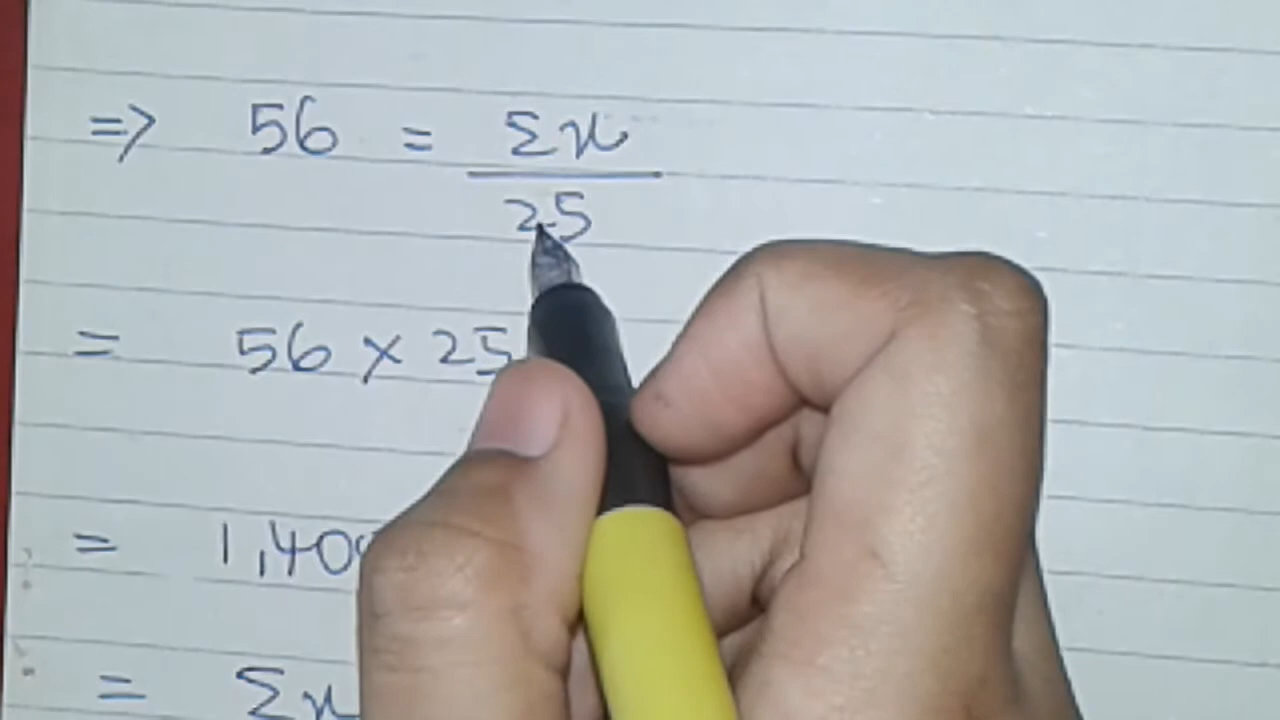 => 56 = Σx
25
= 56 × 25
= 1,40
= Σx